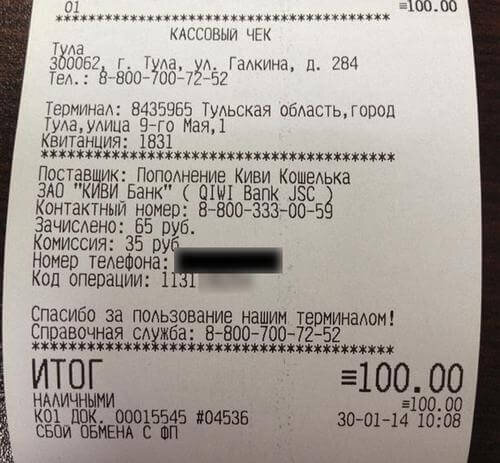 01 ≡100.00
************************************
КАССОВЫЙ ЧЕК
Тула
300062, г. Тула, ул. Галкина, д. 284
Тел.: 8-800-700-72-52
Терминал: 8435965 Тульская область,город
Тула,улица 9-го Мая,1
Квитанция: 1831
************************************
Поставщик: Пополнение Киви Кошелька
ЗАО "КИВИ Банк" ( QIWI Bank JSC )
Контактный номер: 8-800-333-00-59
Зачислено: 65 руб.
Комиссия: 35 руб
Номер телефона:
Код операции: 1131
Спасибо за пользование нашим терминалом!
Справочная служба: 8-800-700-72-52
************************************
ИТОГ ≡100.00
НАЛИЧНЫМИ ≡100.00
К01 ДОК. 00015545 #04536 30-01-14 10:08
СБОЙ ОБМЕНА С ФП